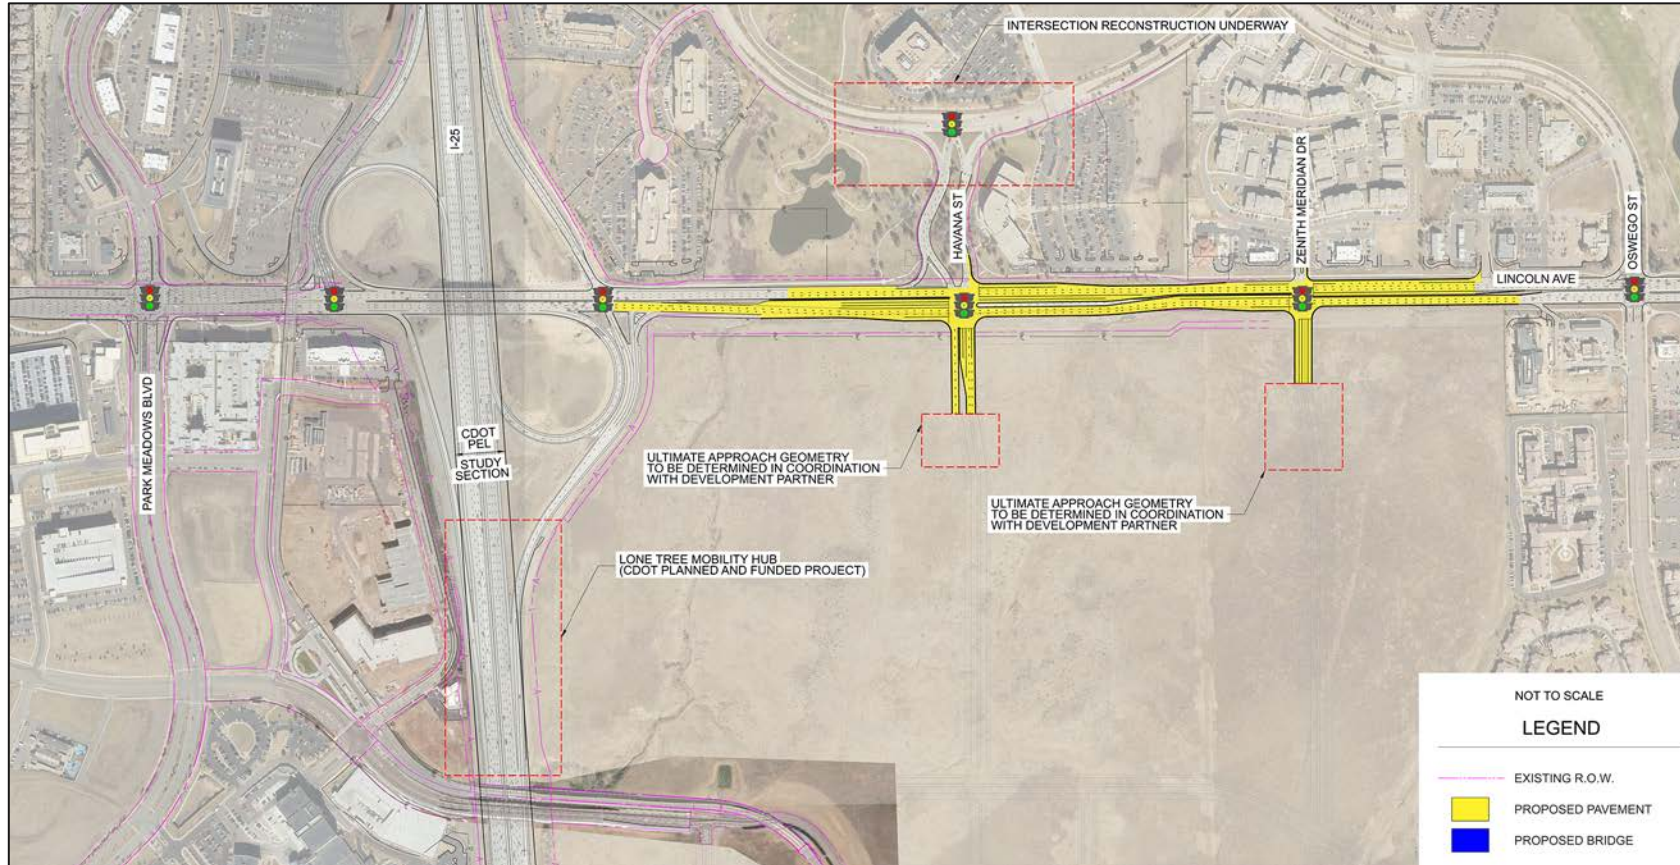 INTERSECTION RECONSTRUCTION UNDERWAY
I-25
HAVANA ST
ZENITH MERIDIAN DR
OSWEGO ST
LINCOLN AVE
PARK MEADOWS BLVD
CDOT
PEL
STUDY
SECTION
ULTIMATE APPROACH GEOMETRY
TO BE DETERMINED IN COORDINATION
WITH DEVELOPMENT PARTNER
ULTIMATE APPROACH GEOMETRY
TO BE DETERMINED IN COORDINATION
WITH DEVELOPMENT PARTNER
LONE TREE MOBILITY HUB
(CDOT PLANNED AND FUNDED PROJECT)
NOT TO SCALE
LEGEND
EXISTING R.O.W.
PROPOSED PAVEMENT
PROPOSED BRIDGE